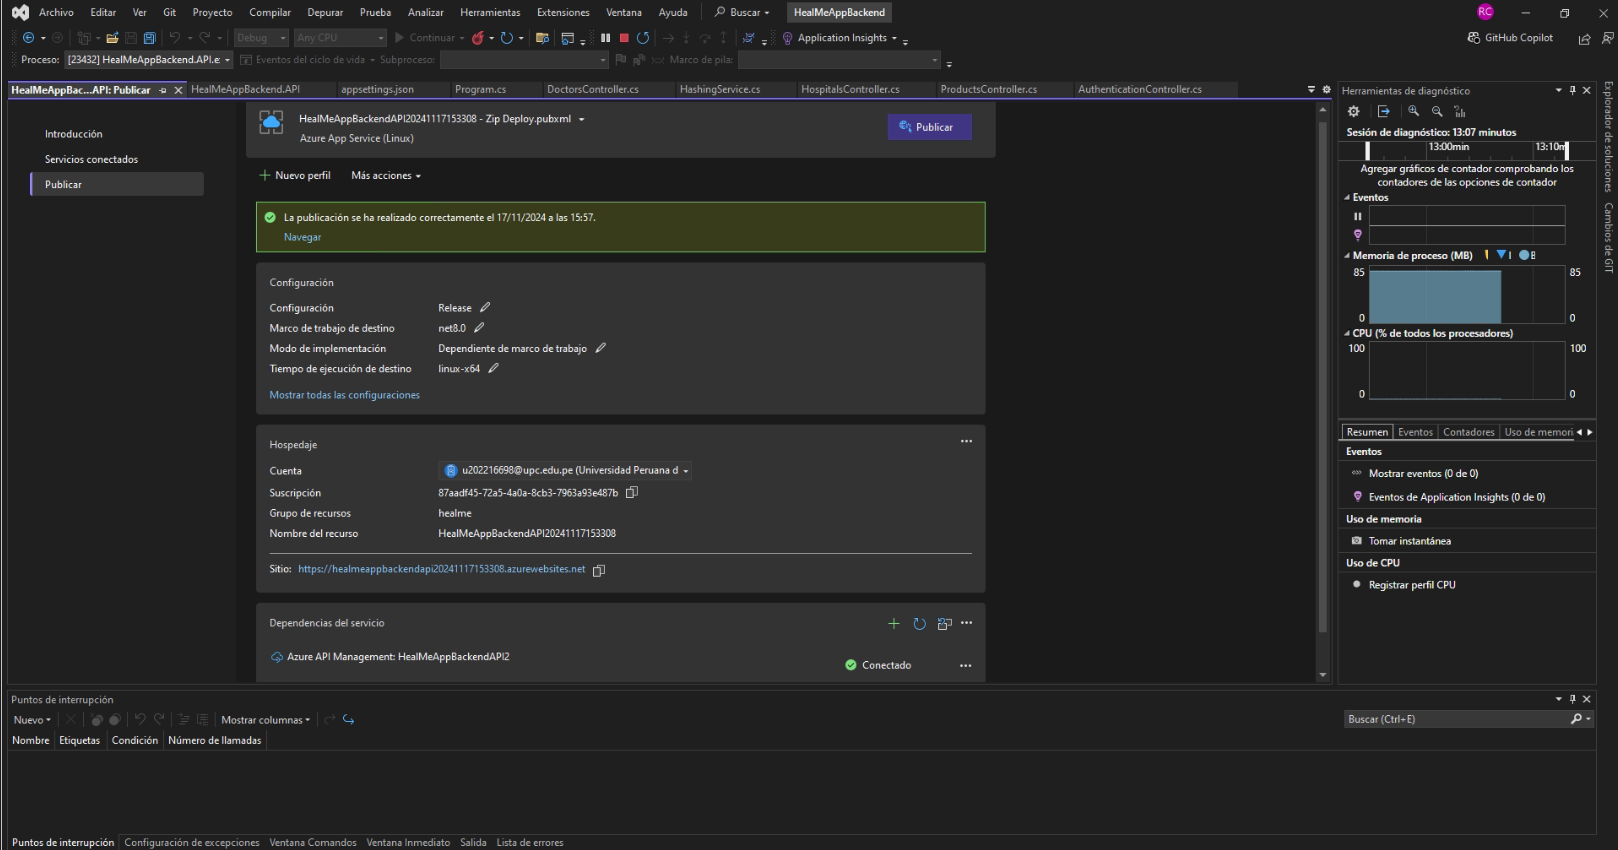 Archivo Editar Ver Git Proyecto Compilar Depurar Prueba Analizar Herramientas Extensiones Ventana Ayuda Buscar HealMeAppBackend RC
Debug Any CPU Continuar Application Insights GitHub Copilot
Proceso: [23432] HealMeAppBackend.API.e Eventos del ciclo de vida Subproceso: Marco de pila:
HealMeAppBac...API: Publicar HealMeAppBackend.API appsettings.json Program.cs DoctorsController.cs HashingService.cs HospitalsController.cs ProductsController.cs AuthenticationController.cs
Introducción
Servicios conectados
Publicar
HealMeAppBackendAPI20241117153308 - Zip Deploy.pubxml
Azure App Service (Linux)
Publicar
Nuevo perfil Más acciones
La publicación se ha realizado correctamente el 17/11/2024 a las 15:57.
Navegar
Configuración
Configuración Release
Marco de trabajo de destino net8.0
Modo de implementación Dependiente de marco de trabajo
Tiempo de ejecución de destino linux-x64
Mostrar todas las configuraciones
Hospedaje
Cuenta u202216698@upc.edu.pe (Universidad Peruana d
Suscripción 87aadf45-72a5-4a0a-8cb3-7963a93e487b
Grupo de recursos healme
Nombre del recurso HealMeAppBackendAPI20241117153308
Sitio: https://healmeappbackendapi20241117153308.azurewebsites.net
Dependencias del servicio
Azure API Management: HealMeAppBackendAPI2
Conectado
Herramientas de diagnóstico
Sesión de diagnóstico: 13:07 minutos
13:00min 13:10m
Agregar gráficos de contador comprobando los
contadores de las opciones de contador
Eventos
Memoria de proceso (MB)
85 85
0 0
CPU (% de todos los procesadores)
100 100
0 0
Resumen Eventos Contadores Uso de memori
Eventos
Mostrar eventos (0 de 0)
Eventos de Application Insights (0 de 0)
Uso de memoria
Tomar instantánea
Uso de CPU
Registrar perfil CPU
Explorador de soluciones
Cambios de GIT
Puntos de interrupción
Nuevo Mostrar columnas Buscar (Ctrl+E)
Nombre Etiquetas Condición Número de llamadas
Puntos de interrupción Configuración de excepciones Ventana Comandos Ventana Inmediato Salida Lista de errores